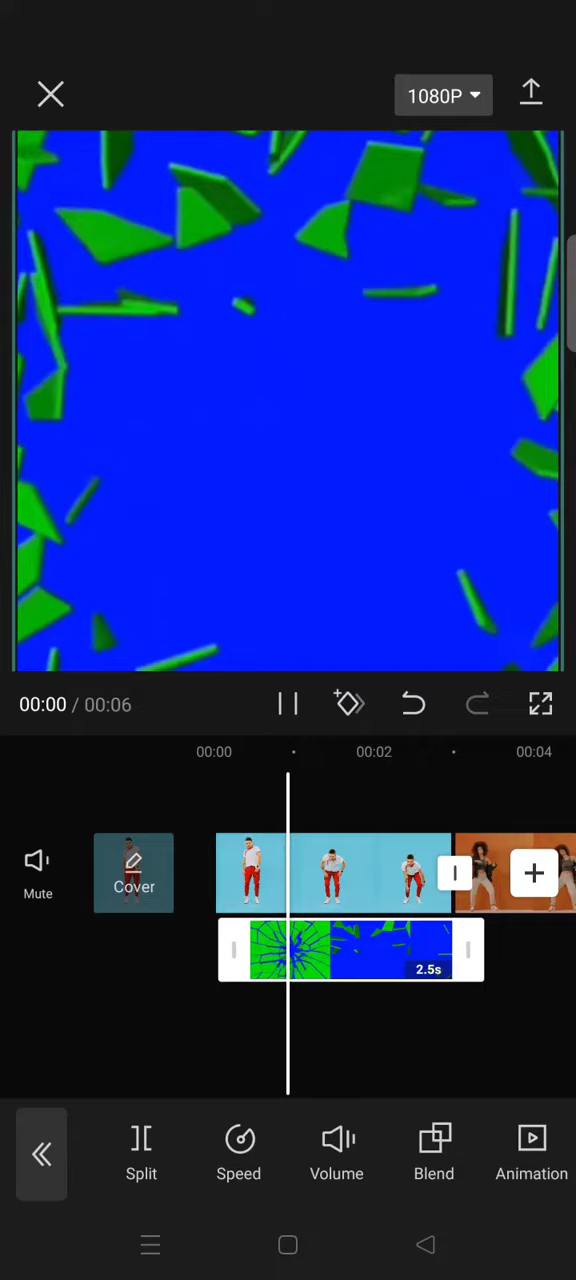 1080P
00:00 / 00:06
00:00 00:02 00:04
Mute
Cover
2.5s
Split Speed Volume Blend Animation